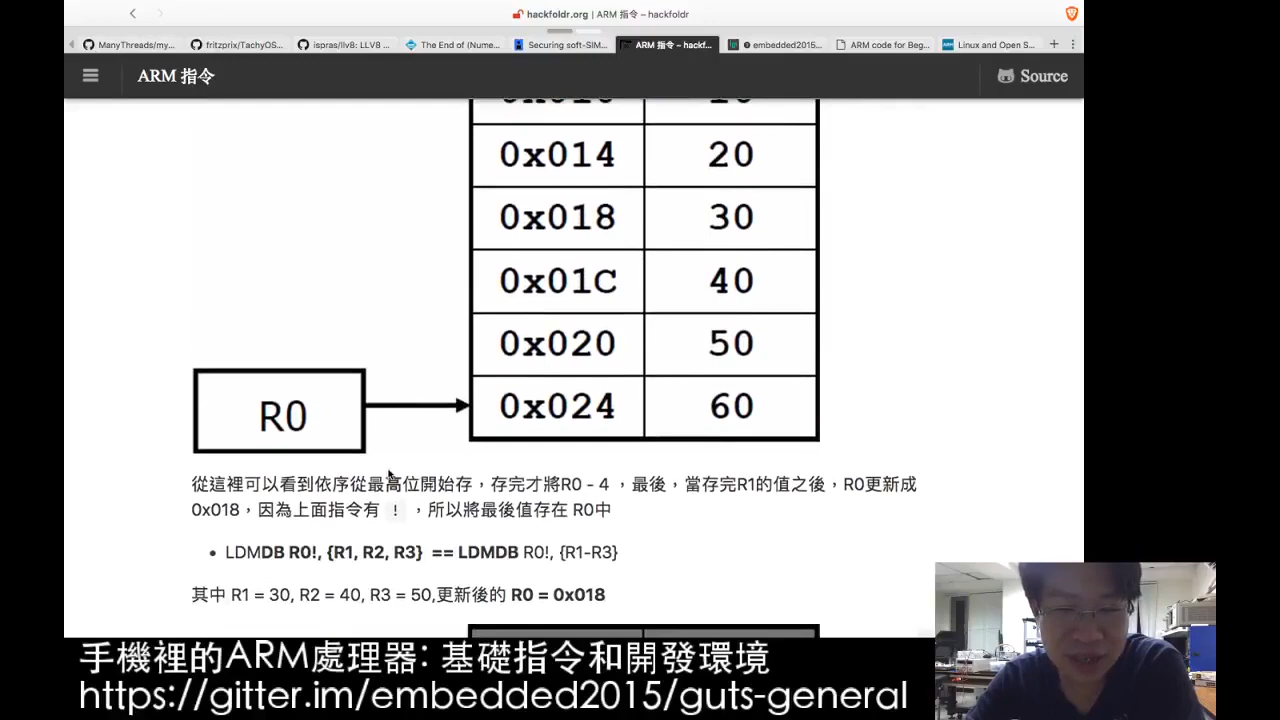 hackfoldr.org | ARM 指令 – hackfoldr
ManyThreads/my...
fritzprix/TachyOS...
ispras/llv8: LLV8 ...
The End of (Nume...
Securing soft-SIM...
ARM 指令 – hackf...
embedded2015...
ARM code for Beg...
Linux and Open S...
ARM 指令
Source
0x014 20
0x018 30
0x01C 40
0x020 50
R0
0x024 60
從這裡可以看到依序從最高位開始存，存完才將R0 - 4 ，最後，當存完R1的值之後，R0更新成
0x018，因為上面指令有 ! ，所以將最後值存在 R0中
• LDMDB R0!, {R1, R2, R3} == LDMDB R0!, {R1-R3}
其中 R1 = 30, R2 = 40, R3 = 50,更新後的 R0 = 0x018
手機裡的ARM處理器: 基礎指令和開發環境
https://gitter.im/embedded2015/guts-general